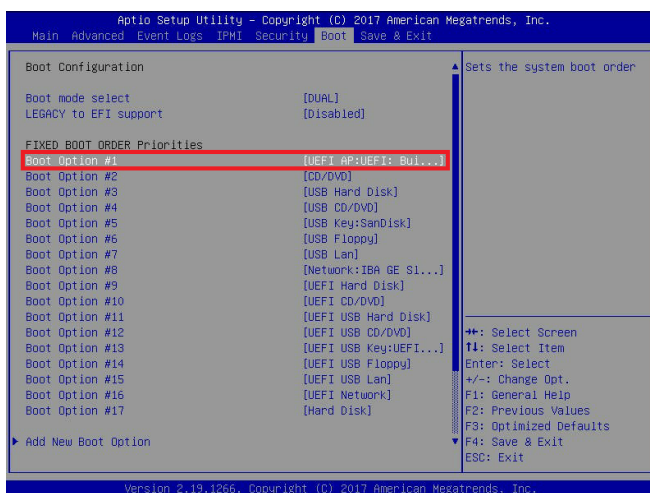 Aptio Setup Utility – Copyright (C) 2017 American Megatrends, Inc.
Main Advanced Event Logs IPMI Security Boot Save & Exit
Boot Configuration
Boot mode select [DUAL]
LEGACY to EFI support [Disabled]
FIXED BOOT ORDER Priorities
Boot Option #1 [UEFI AP:UEFI: Bui...]
Boot Option #2 [CD/DVD]
Boot Option #3 [USB Hard Disk]
Boot Option #4 [USB CD/DVD]
Boot Option #5 [USB Key:SanDisk]
Boot Option #6 [USB Floppy]
Boot Option #7 [USB Lan]
Boot Option #8 [Network:IBA GE Sl...]
Boot Option #9 [UEFI Hard Disk]
Boot Option #10 [UEFI CD/DVD]
Boot Option #11 [UEFI USB Hard Disk]
Boot Option #12 [UEFI USB CD/DVD]
Boot Option #13 [UEFI USB Key:UEFI...]
Boot Option #14 [UEFI USB Floppy]
Boot Option #15 [UEFI USB Lan]
Boot Option #16 [UEFI Network]
Boot Option #17 [Hard Disk]
Add New Boot Option
Sets the system boot order
→←: Select Screen
↑↓: Select Item
Enter: Select
+/-: Change Opt.
F1: General Help
F2: Previous Values
F3: Optimized Defaults
F4: Save & Exit
ESC: Exit
Version 2.19.1266. Copyright (C) 2017 American Megatrends, Inc.